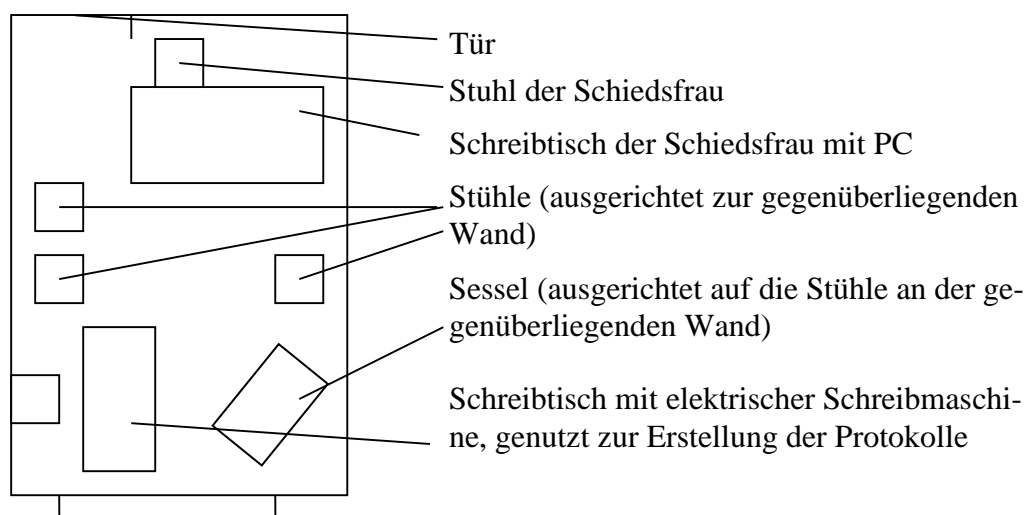 Tür
Stuhl der Schiedsfrau
Schreibtisch der Schiedsfrau mit PC
Stühle (ausgerichtet zur gegenüberliegenden
Wand)
Sessel (ausgerichtet auf die Stühle an der ge-
genüberliegenden Wand)
Schreibtisch mit elektrischer Schreibmaschi-
ne, genutzt zur Erstellung der Protokolle